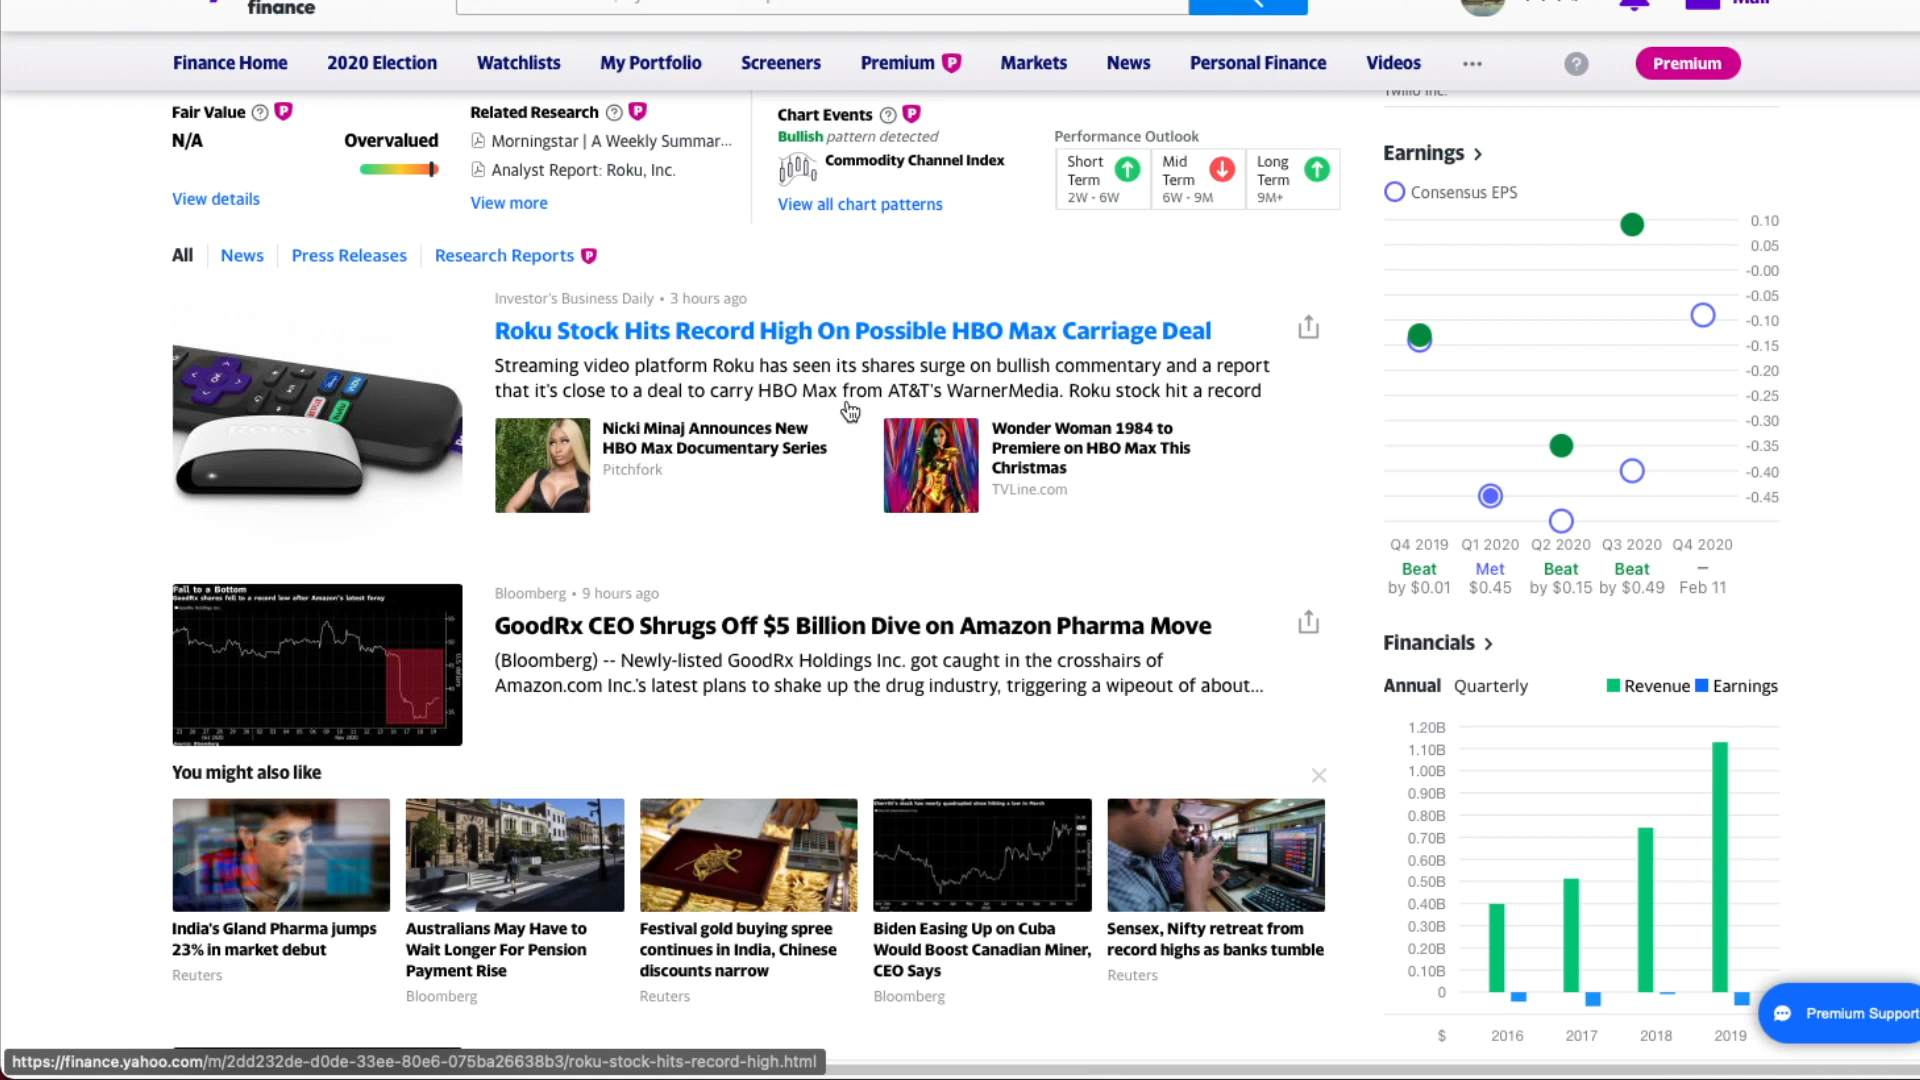 finance
Mail
Finance Home
2020 Election
Watchlists
My Portfolio
Screeners
Premium P
Markets
News
Personal Finance
Videos
...
?
Premium
Fair Value ? P
N/A
Overvalued
View details
Related Research ? P
Morningstar | A Weekly Summar...
Analyst Report: Roku, Inc.
View more
Chart Events ? P
Bullish pattern detected
Commodity Channel Index
View all chart patterns
Performance Outlook
Short
Term
2W - 6W
Mid
Term
6W - 9M
Long
Term
9M+
Twilio Inc.
All
News
Press Releases
Research Reports P
Investor's Business Daily • 3 hours ago
Roku Stock Hits Record High On Possible HBO Max Carriage Deal
Streaming video platform Roku has seen its shares surge on bullish commentary and a report
that it's close to a deal to carry HBO Max from AT&T's WarnerMedia. Roku stock hit a record
Nicki Minaj Announces New
HBO Max Documentary Series
Pitchfork
Wonder Woman 1984 to
Premiere on HBO Max This
Christmas
TVLine.com
Fall to a Bottom
GoodRx shares fell to a record low after Amazon's latest foray
Bloomberg • 9 hours ago
GoodRx CEO Shrugs Off $5 Billion Dive on Amazon Pharma Move
(Bloomberg) -- Newly-listed GoodRx Holdings Inc. got caught in the crosshairs of
Amazon.com Inc.'s latest plans to shake up the drug industry, triggering a wipeout of about...
You might also like
India's Gland Pharma jumps
23% in market debut
Reuters
Australians May Have to
Wait Longer For Pension
Payment Rise
Bloomberg
Festival gold buying spree
continues in India, Chinese
discounts narrow
Reuters
Biden Easing Up on Cuba
Would Boost Canadian Miner,
CEO Says
Bloomberg
Sensex, Nifty retreat from
record highs as banks tumble
Reuters
Earnings
Consensus EPS
0.10
0.05
-0.00
-0.05
-0.10
-0.15
-0.20
-0.25
-0.30
-0.35
-0.40
-0.45
Q4 2019 Q1 2020 Q2 2020 Q3 2020 Q4 2020
Beat Met Beat Beat –
by $0.01 $0.45 by $0.15 by $0.49 Feb 11
Financials
Annual Quarterly Revenue Earnings
1.20B
1.10B
1.00B
0.90B
0.80B
0.70B
0.60B
0.50B
0.40B
0.30B
0.20B
0.10B
0
$ 2016 2017 2018 2019
Premium Support
https://finance.yahoo.com/m/2dd232de-d0de-33ee-80e6-075ba26638b3/roku-stock-hits-record-high.html